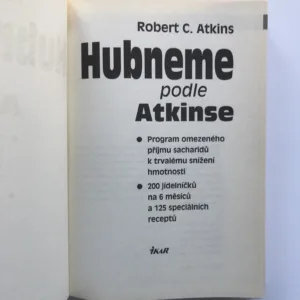 Robert C. Atkins
Hubneme
podle
Atkinse
● Program omezeného
příjmu sacharidů
k trvalému snížení
hmotnosti
● 200 jídelníčků
na 6 měsíců
a 125 speciálních
receptů
IKAR